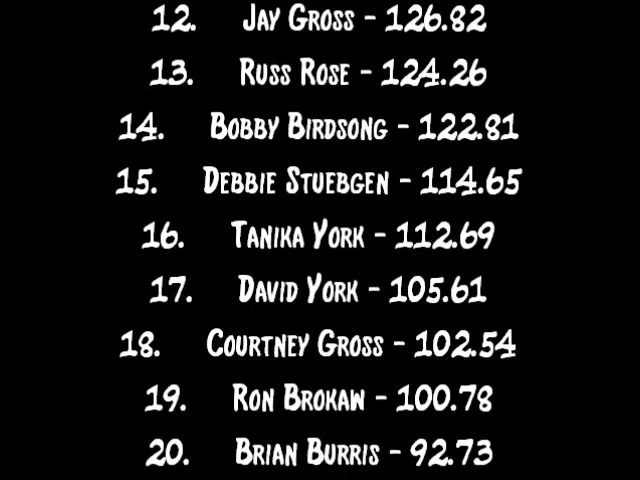 12. Jay Gross - 126.82
13. Russ Rose - 124.26
14. Bobby Birdsong - 122.81
15. Debbie Stuebgen - 114.65
16. Tanika York - 112.69
17. David York - 105.61
18. Courtney Gross - 102.54
19. Ron Brokaw - 100.78
20. Brian Burris - 92.73